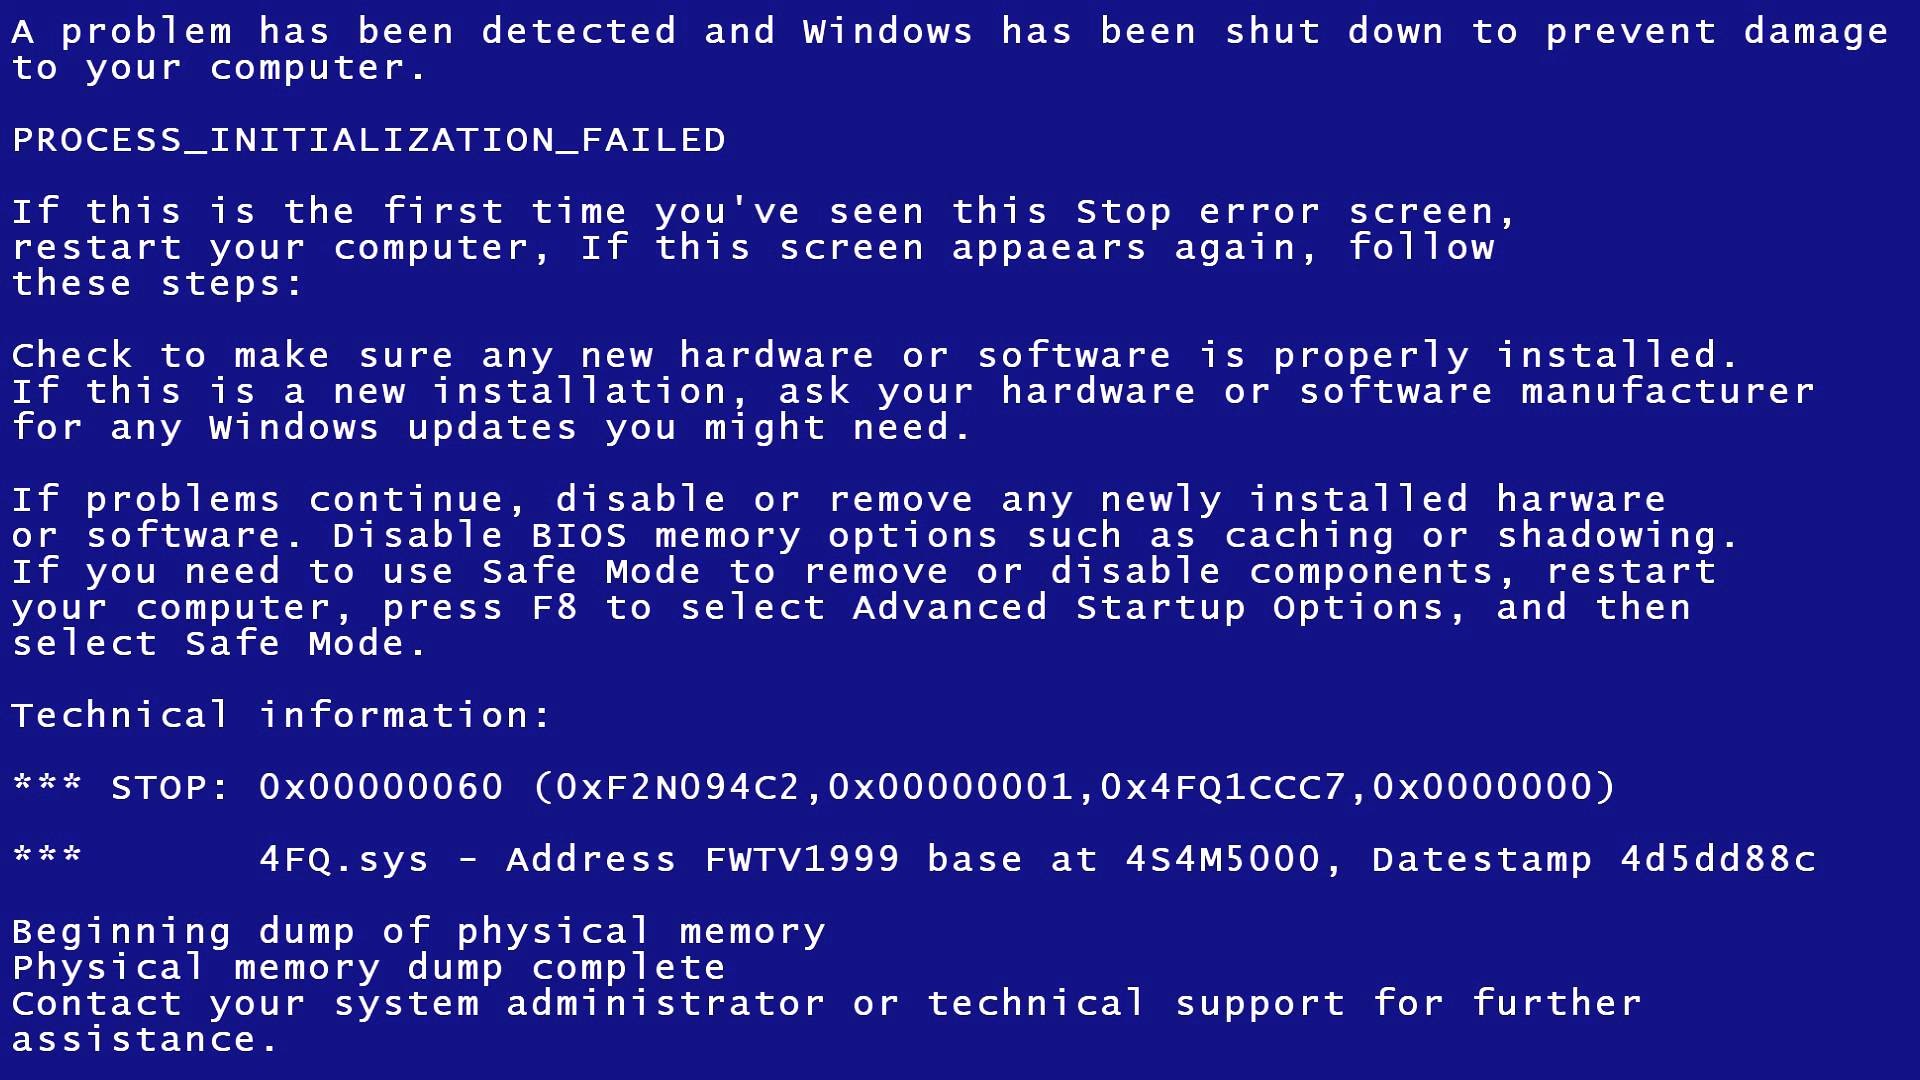 A problem has been detected and Windows has been shut down to prevent damage
to your computer.
PROCESS_INITIALIZATION_FAILED
If this is the first time you've seen this Stop error screen,
restart your computer, If this screen appaears again, follow
these steps:
Check to make sure any new hardware or software is properly installed.
If this is a new installation, ask your hardware or software manufacturer
for any Windows updates you might need.
If problems continue, disable or remove any newly installed harware
or software. Disable BIOS memory options such as caching or shadowing.
If you need to use Safe Mode to remove or disable components, restart
your computer, press F8 to select Advanced Startup Options, and then
select Safe Mode.
Technical information:
*** STOP: 0x00000060 (0xF2N094C2,0x00000001,0x4FQ1CCC7,0x0000000)
*** 4FQ.sys - Address FWTV1999 base at 4S4M5000, Datestamp 4d5dd88c
Beginning dump of physical memory
Physical memory dump complete
Contact your system administrator or technical support for further
assistance.